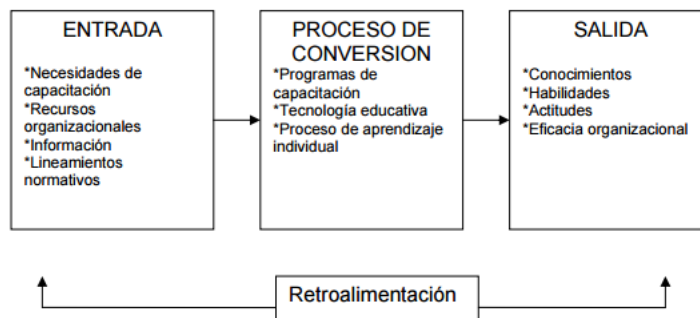 ENTRADA
*Necesidades de
capacitación
*Recursos
organizacionales
*Información
*Lineamientos
normativos
PROCESO DE
CONVERSION
*Programas de
capacitación
*Tecnología educativa
*Proceso de aprendizaje
individual
SALIDA
*Conocimientos
*Habilidades
*Actitudes
*Eficacia organizacional
Retroalimentación